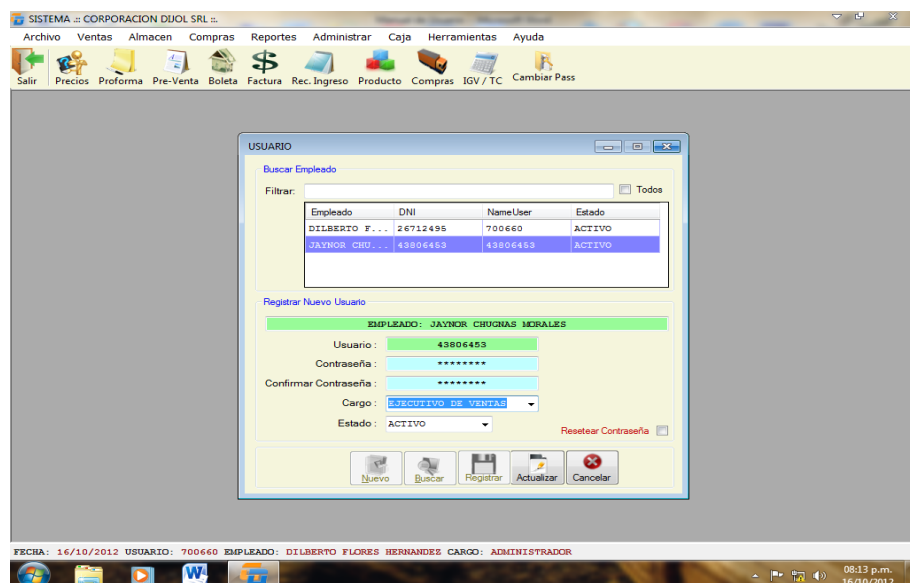 SISTEMA .:: CORPORACION DIJOL SRL ::.
Archivo Ventas Almacen Compras Reportes Administrar Caja Herramientas Ayuda
Salir Precios Proforma Pre-Venta Boleta Factura Rec. Ingreso Producto Compras IGV / TC Cambiar Pass
USUARIO
Buscar Empleado
Filtrar: Todos
Empleado DNI NameUser Estado
DILBERTO F... 26712495 700660 ACTIVO
JAYNOR CHU... 43806453 43806453 ACTIVO
Registrar Nuevo Usuario
EMPLEADO: JAYNOR CHUGNAS MORALES
Usuario : 43806453
Contraseña : ********
Confirmar Contraseña : ********
Cargo : EJECUTIVO DE VENTAS
Estado : ACTIVO
Resetear Contraseña
Nuevo Buscar Registrar Actualizar Cancelar
FECHA: 16/10/2012 USUARIO: 700660 EMPLEADO: DILBERTO FLORES HERNANDEZ CARGO: ADMINISTRADOR
08:13 p.m.
16/10/2012